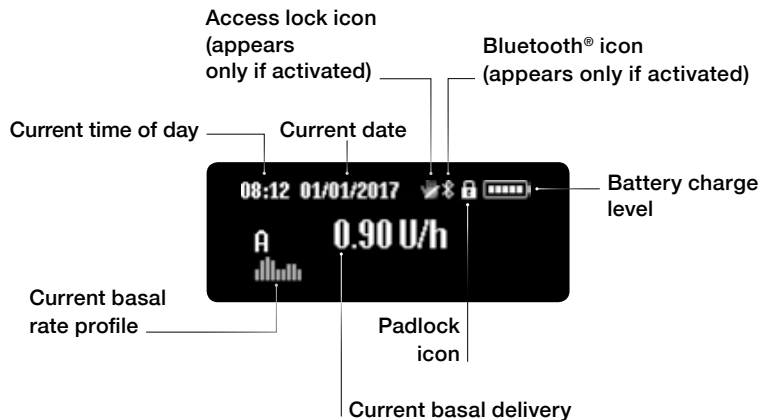 Access lock icon
(appears
only if activated)
Bluetooth® icon
(appears only if activated)
Current time of day
Current date
08:12 01/01/2017
Battery charge
level
A
0.90 U/h
Current basal
rate profile
Padlock
icon
Current basal delivery